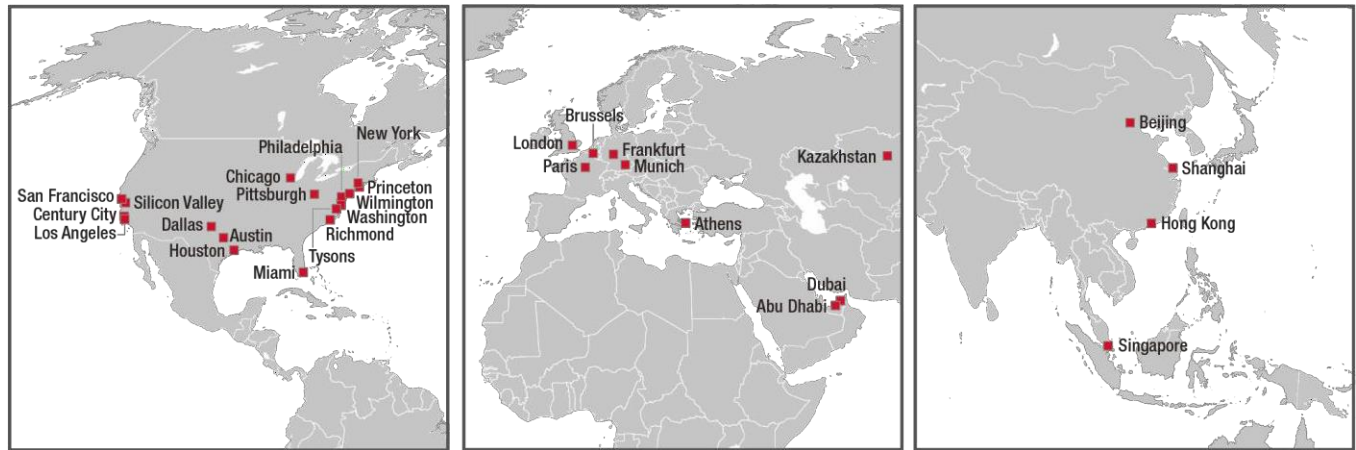 New York
Philadelphia
Chicago
Pittsburgh
Princeton
San Francisco
Silicon Valley
Wilmington
Century City
Washington
Los Angeles
Dallas
Richmond
Austin
Houston
Tysons
Miami
Brussels
London
Frankfurt
Paris
Munich
Kazakhstan
Athens
Dubai
Abu Dhabi
Beijing
Shanghai
Hong Kong
Singapore